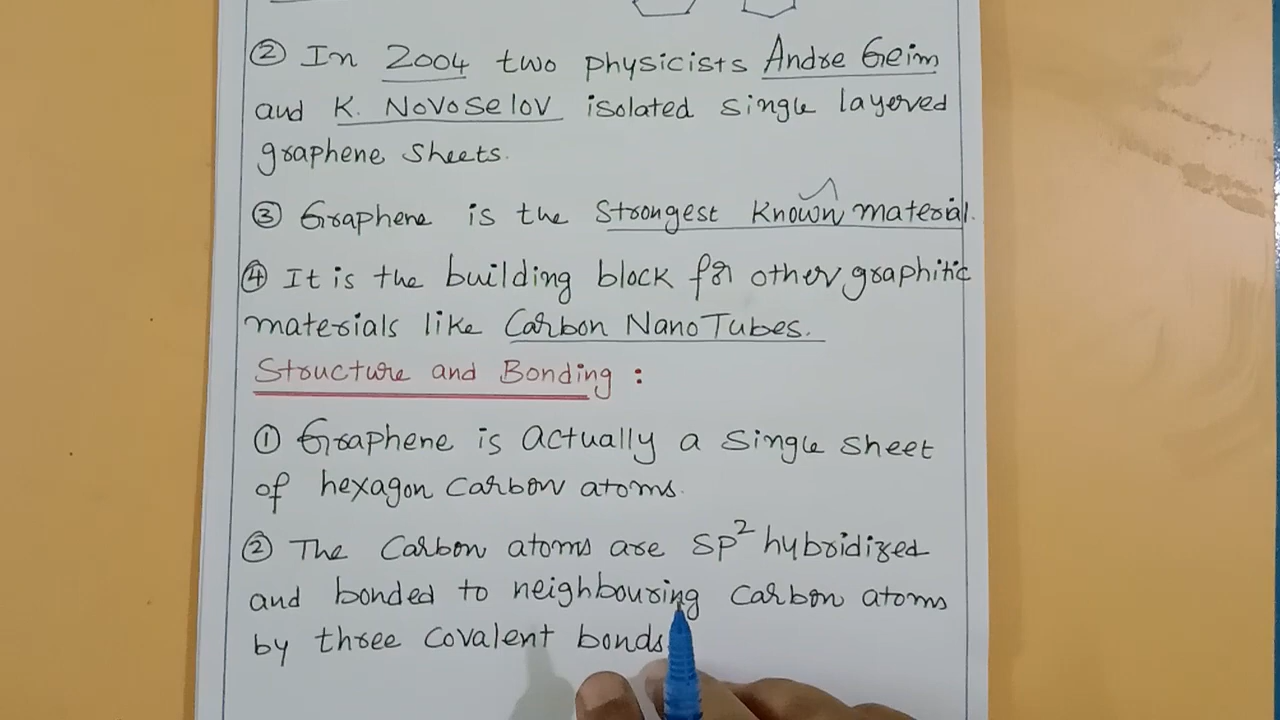 ② In 2004 two physicists Andre Geim
and K. Novoselov isolated single layered
graphene sheets.
③ Graphene is the strongest known material.
④ It is the building block for other graphitic
materials like Carbon NanoTubes.
Structure and Bonding :
① Graphene is actually a single sheet
of hexagon carbon atoms.
② The Carbon atoms are sp² hybridized
and bonded to neighbouring carbon atoms
by three covalent bonds